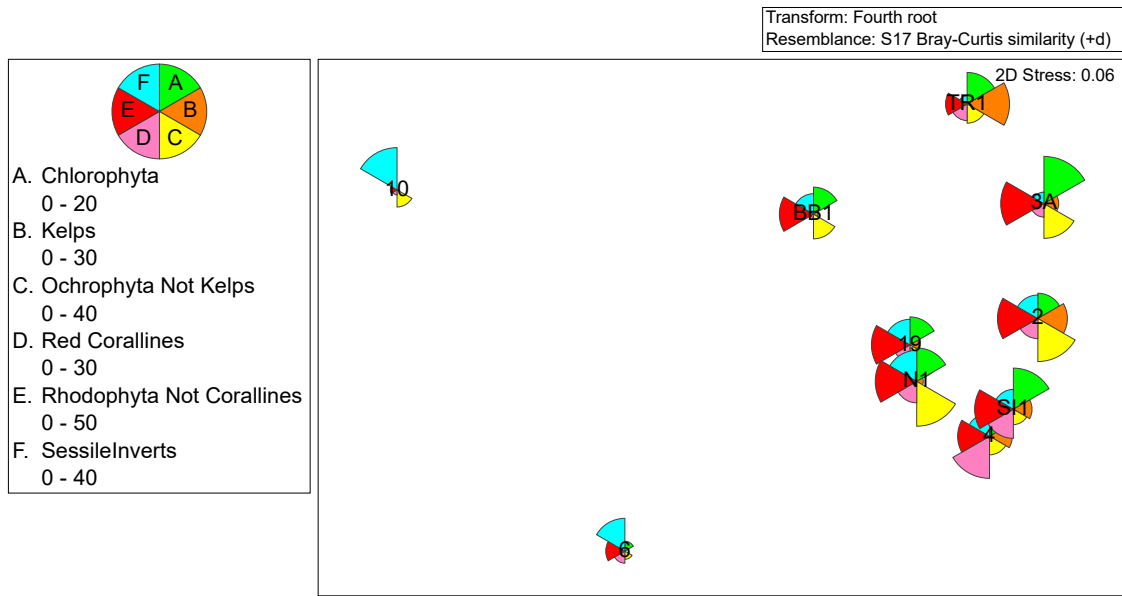 Transform: Fourth root
Resemblance: S17 Bray-Curtis similarity (+d)
2D Stress: 0.06
F A
E B
D C
A. Chlorophyta
0 - 20
B. Kelps
0 - 30
C. Ochrophyta Not Kelps
0 - 40
D. Red Corallines
0 - 30
E. Rhodophyta Not Corallines
0 - 50
F. SessileInverts
0 - 40
TR1
10
3A
BB1
2
19
N1
SI1
4
6